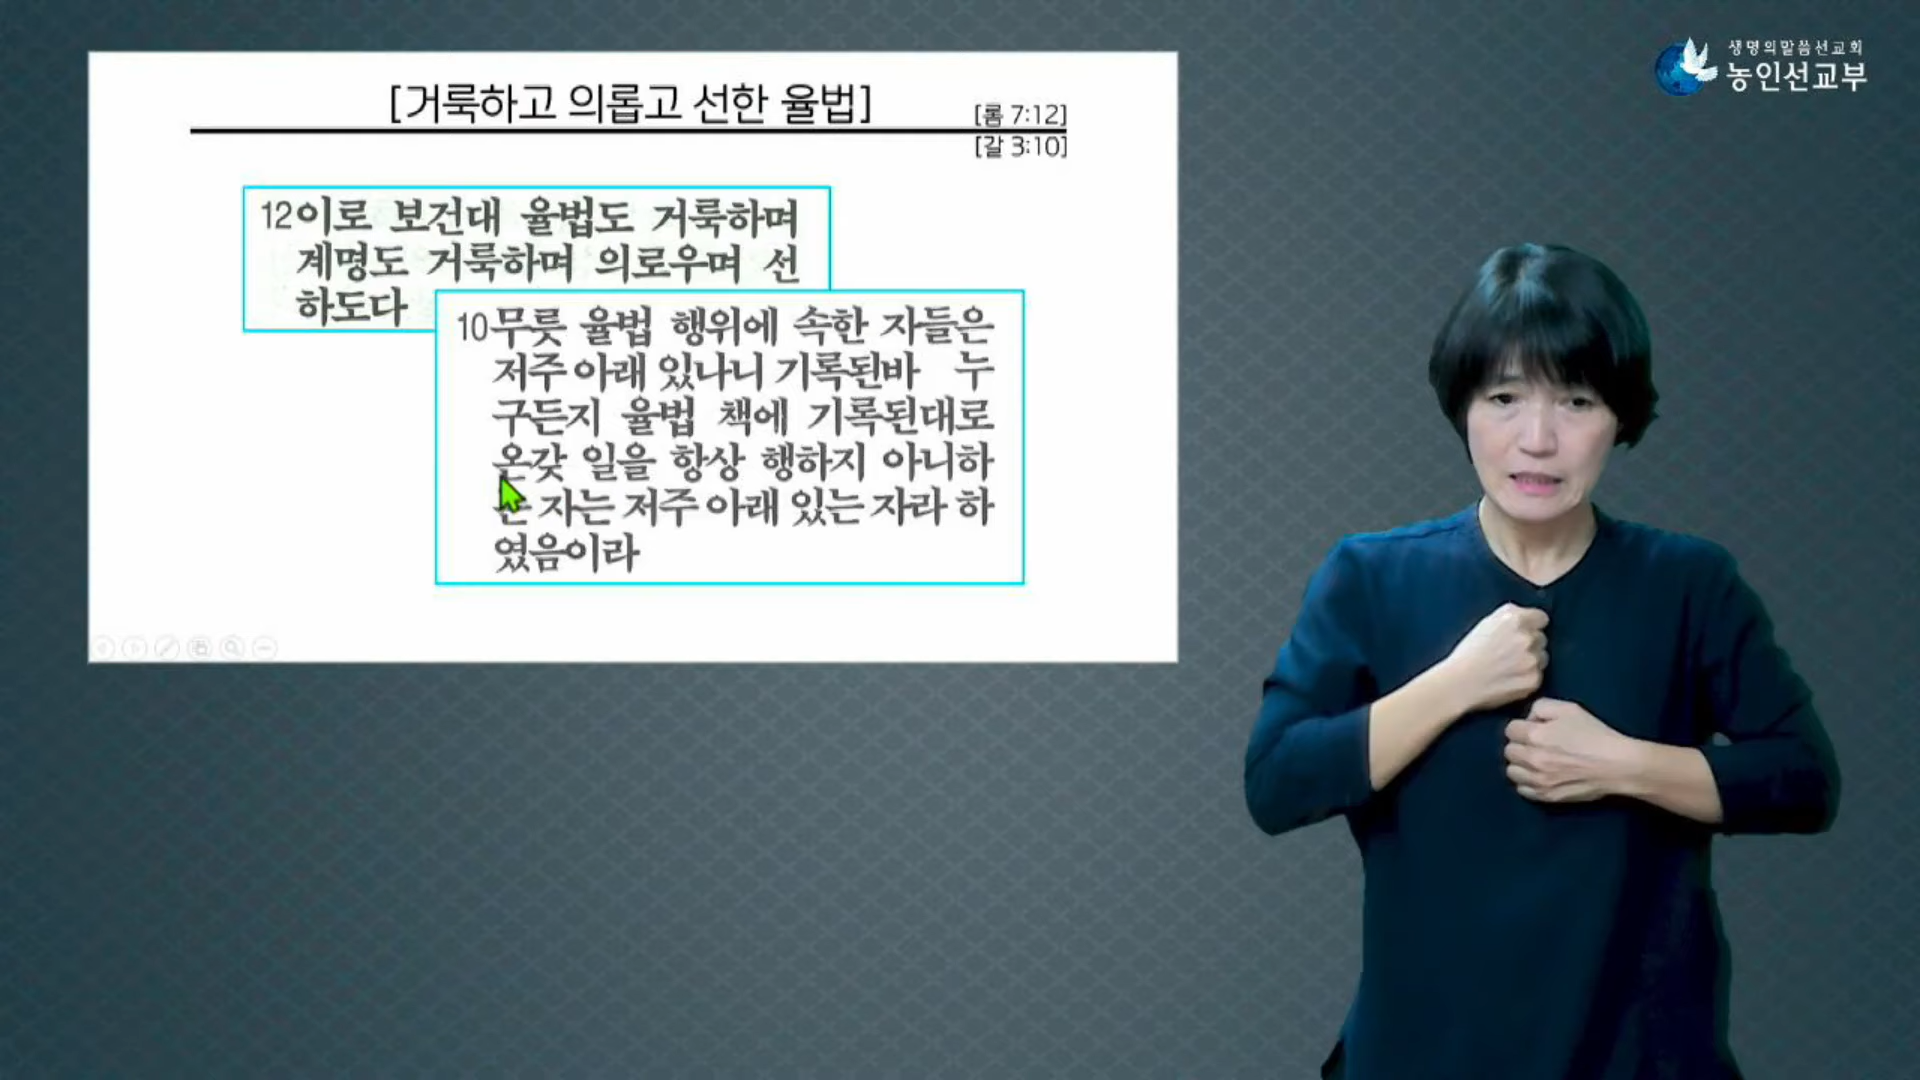 생명의말씀선교회
농인선교부
[거룩하고 의롭고 선한 율법]
[롬 7:12]
[갈 3:10]
12이로 보건대 율법도 거룩하며
계명도 거룩하며 의로우며 선
하도다
10무릇 율법 행위에 속한 자들은
저주 아래 있나니 기록된바 누
구든지 율법 책에 기록된대로
온갖 일을 항상 행하지 아니하
는 자는 저주 아래 있는 자라 하
였음이라